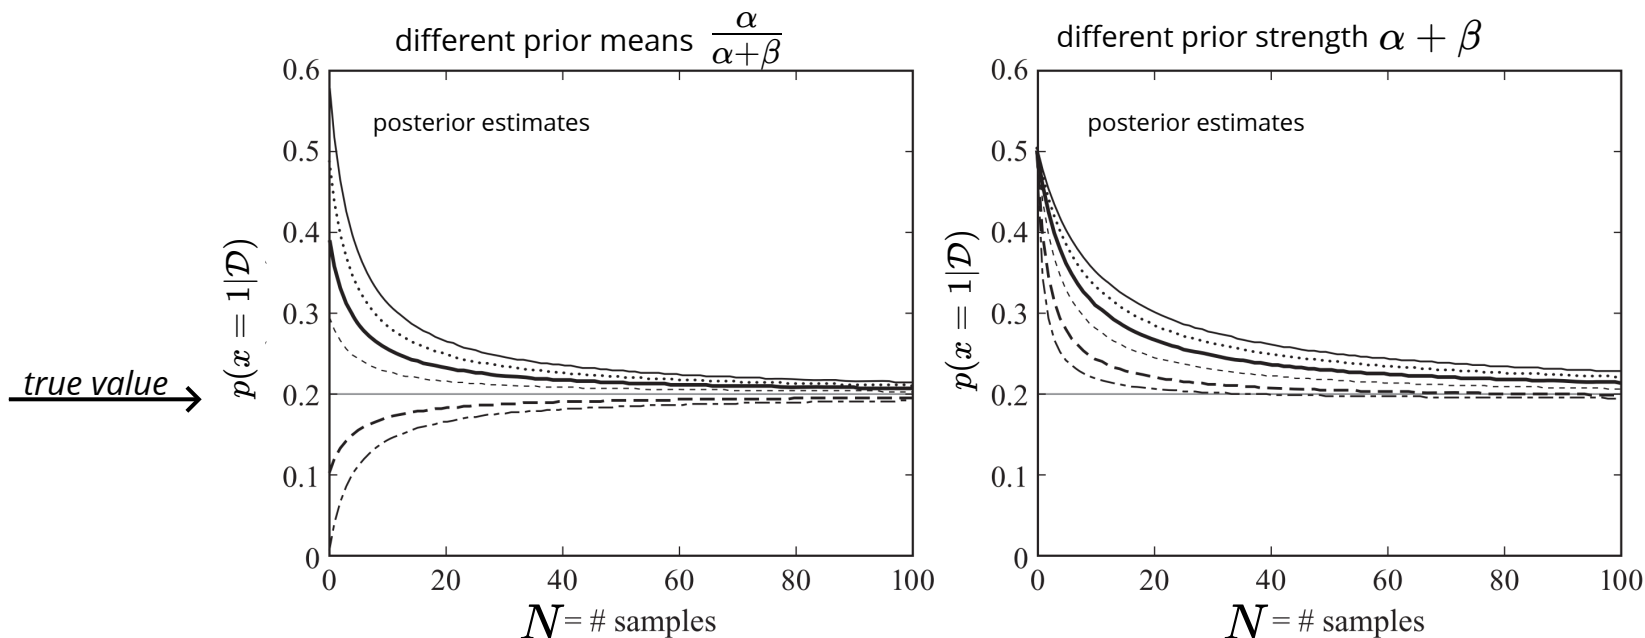 different prior means α/(α+β)
different prior strength α + β
posterior estimates
posterior estimates
true value
p(x = 1|𝒟)
0.6
0.5
0.4
0.3
0.2
0.1
0
0 20 40 60 80 100
N = # samples
p(x = 1|𝒟)
0.6
0.5
0.4
0.3
0.2
0.1
0
0 20 40 60 80 100
N = # samples